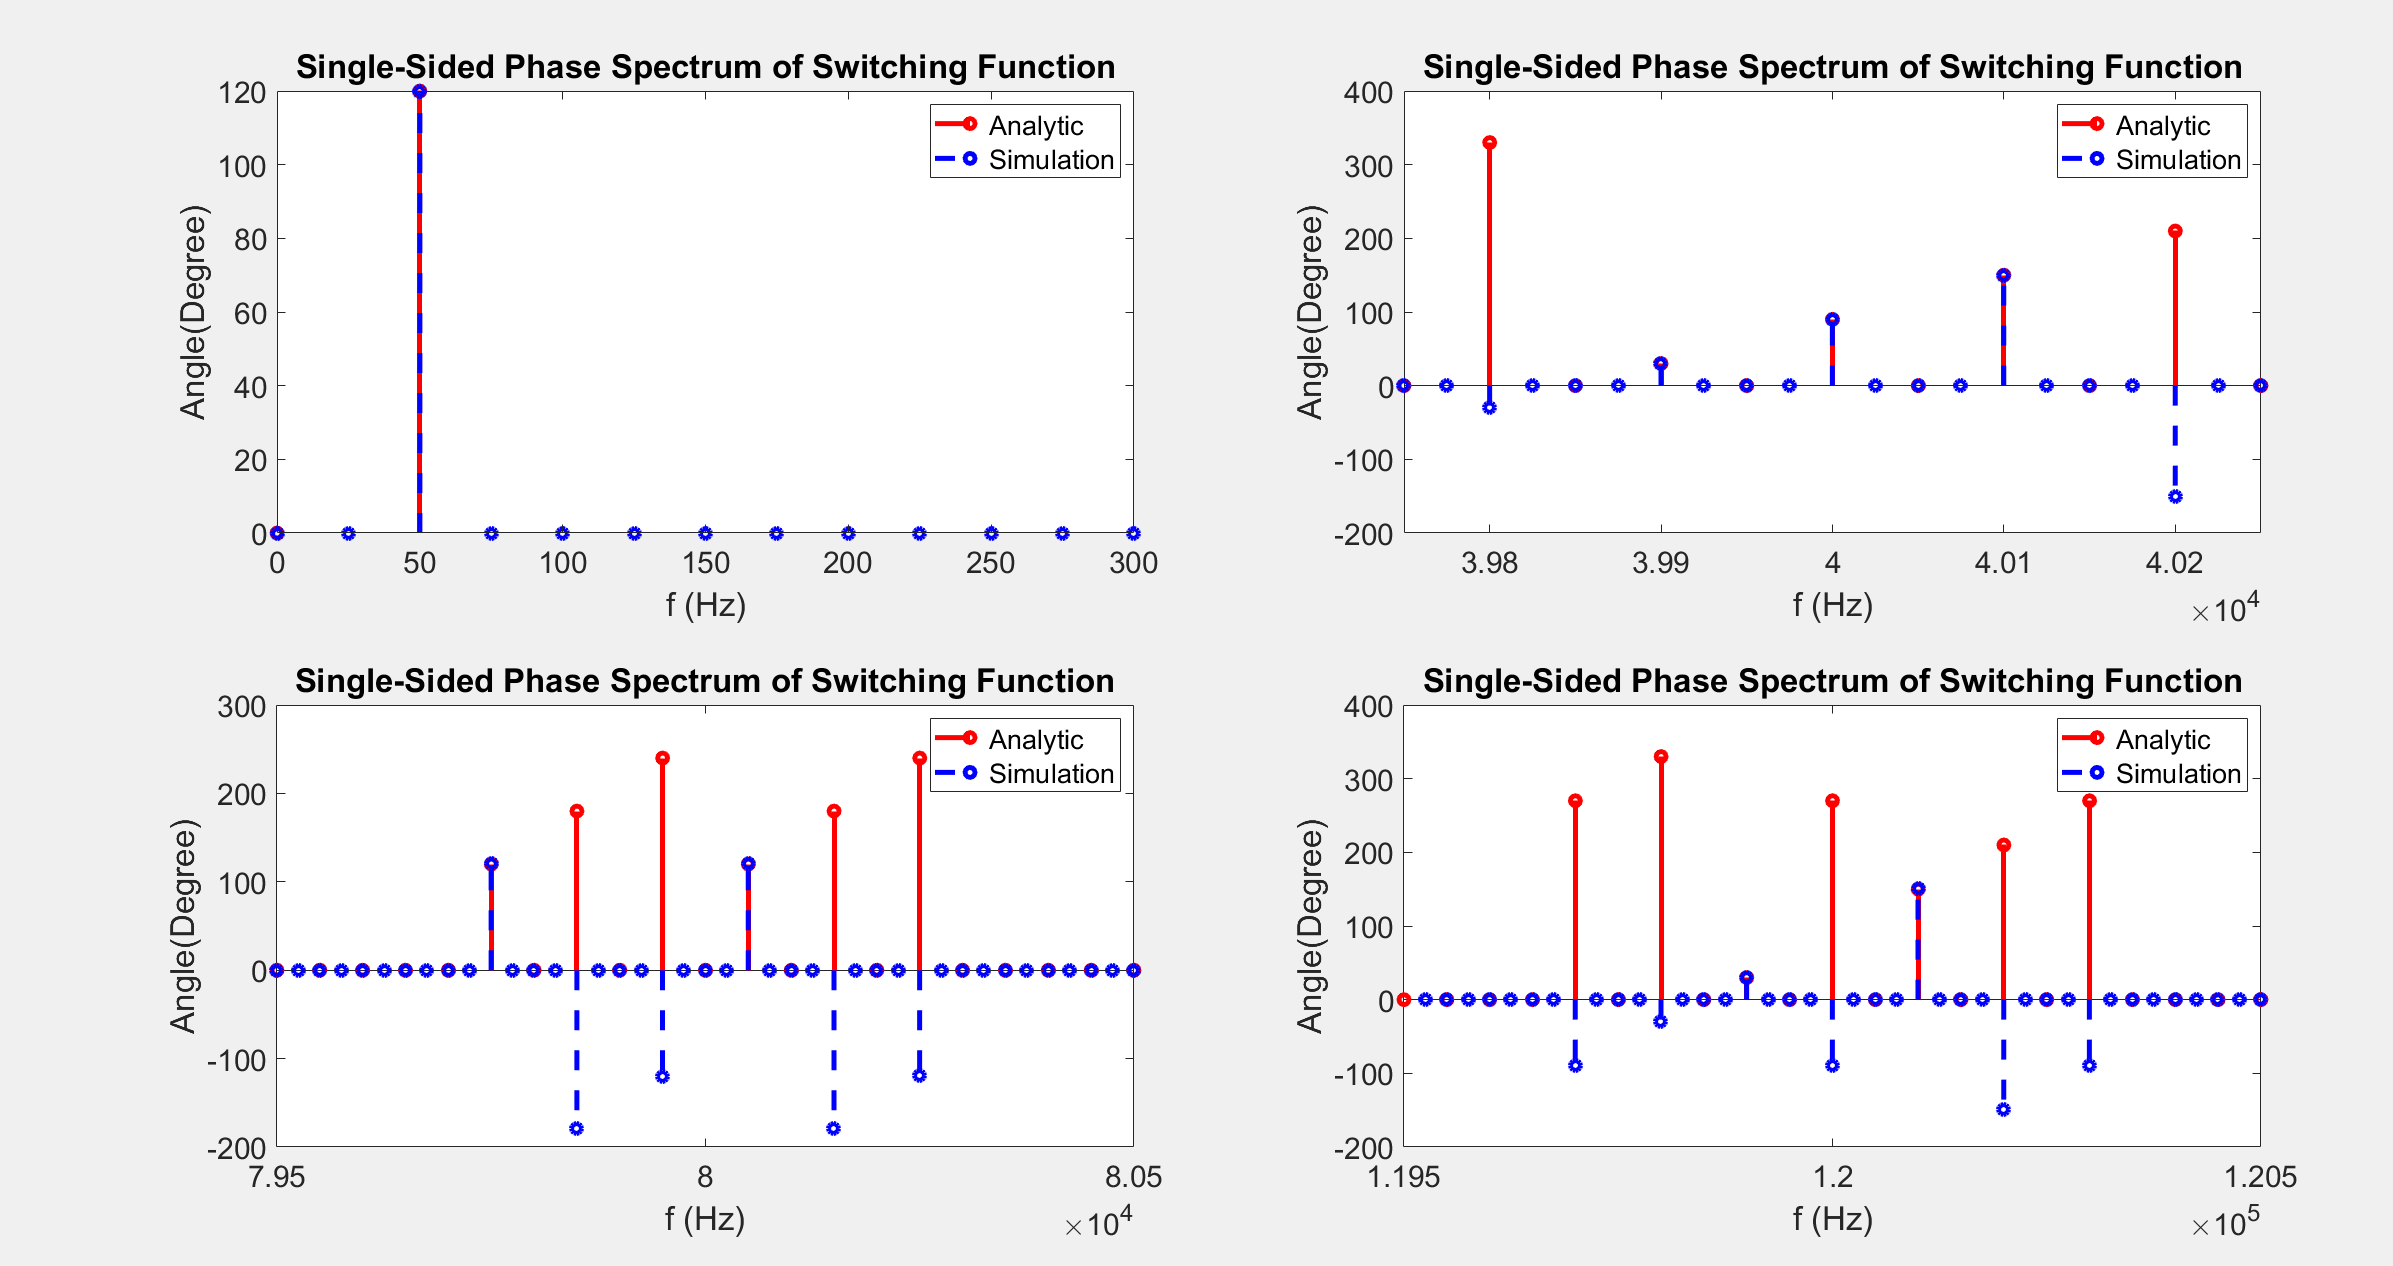 Single-Sided Phase Spectrum of Switching Function
120
100
80
60
40
20
0
Angle(Degree)
Analytic
Simulation
0 50 100 150 200 250 300
f (Hz)
Single-Sided Phase Spectrum of Switching Function
400
300
200
100
0
-100
-200
Angle(Degree)
Analytic
Simulation
3.98 3.99 4 4.01 4.02
f (Hz)
×10^4
Single-Sided Phase Spectrum of Switching Function
300
200
100
0
-100
-200
Angle(Degree)
Analytic
Simulation
7.95 8 8.05
f (Hz)
×10^4
Single-Sided Phase Spectrum of Switching Function
400
300
200
100
0
-100
-200
Angle(Degree)
Analytic
Simulation
1.195 1.2 1.205
f (Hz)
×10^5